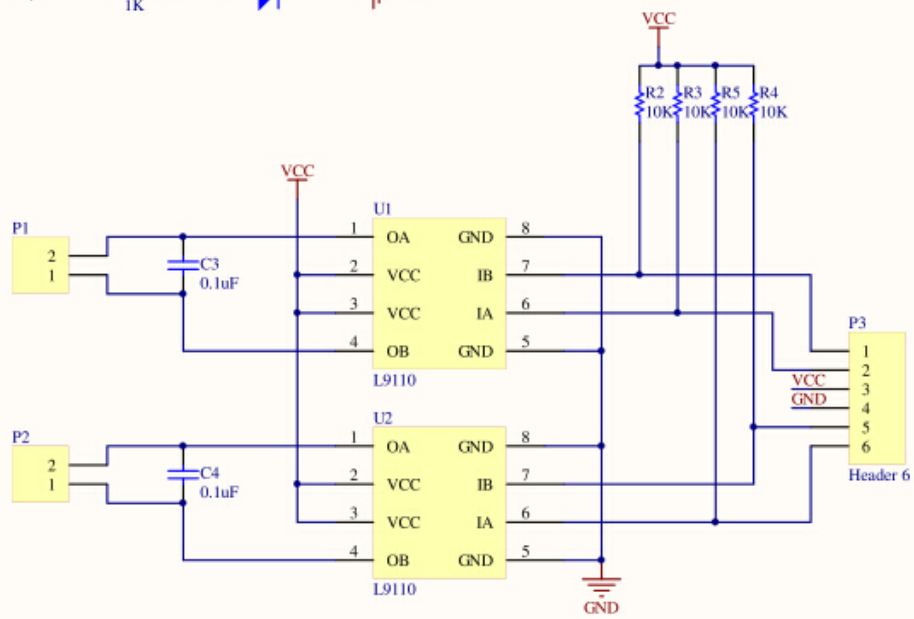 1K
VCC
R2 R3 R5 R4
10K 10K 10K 10K
VCC
P1
2
1
C3
0.1uF
U1
1 OA GND 8
2 VCC IB 7
3 VCC IA 6
4 OB GND 5
L9110
P3
1
2
VCC 3
GND 4
5
6
Header 6
P2
2
1
C4
0.1uF
U2
1 OA GND 8
2 VCC IB 7
3 VCC IA 6
4 OB GND 5
L9110
GND